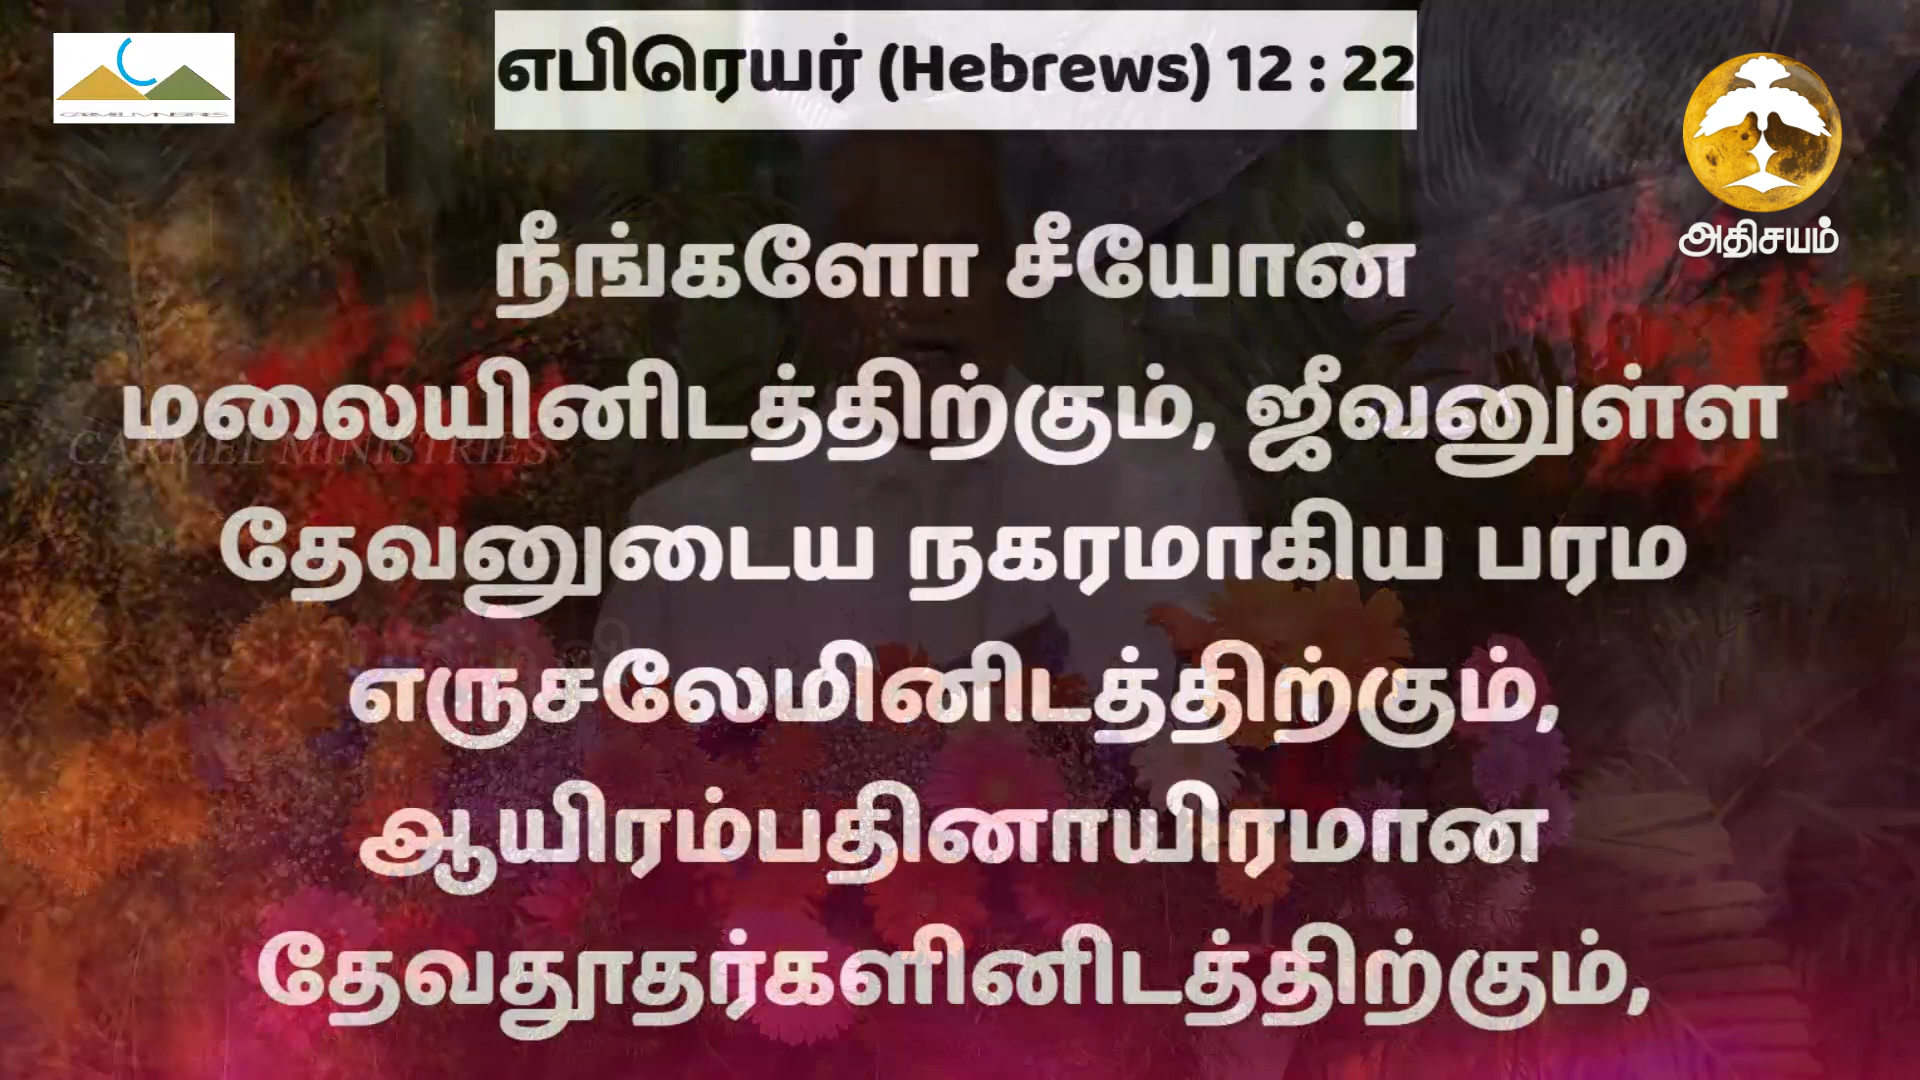 எபிரெயர் (Hebrews) 12 : 22
அதிசயம்
நீங்களோ சீயோன்
மலையினிடத்திற்கும், ஜீவனுள்ள
CARMEL MINISTRIES
தேவனுடைய நகரமாகிய பரம
எருசலேமினிடத்திற்கும்,
ஆயிரம்பதினாயிரமான
தேவதூதர்களினிடத்திற்கும்,